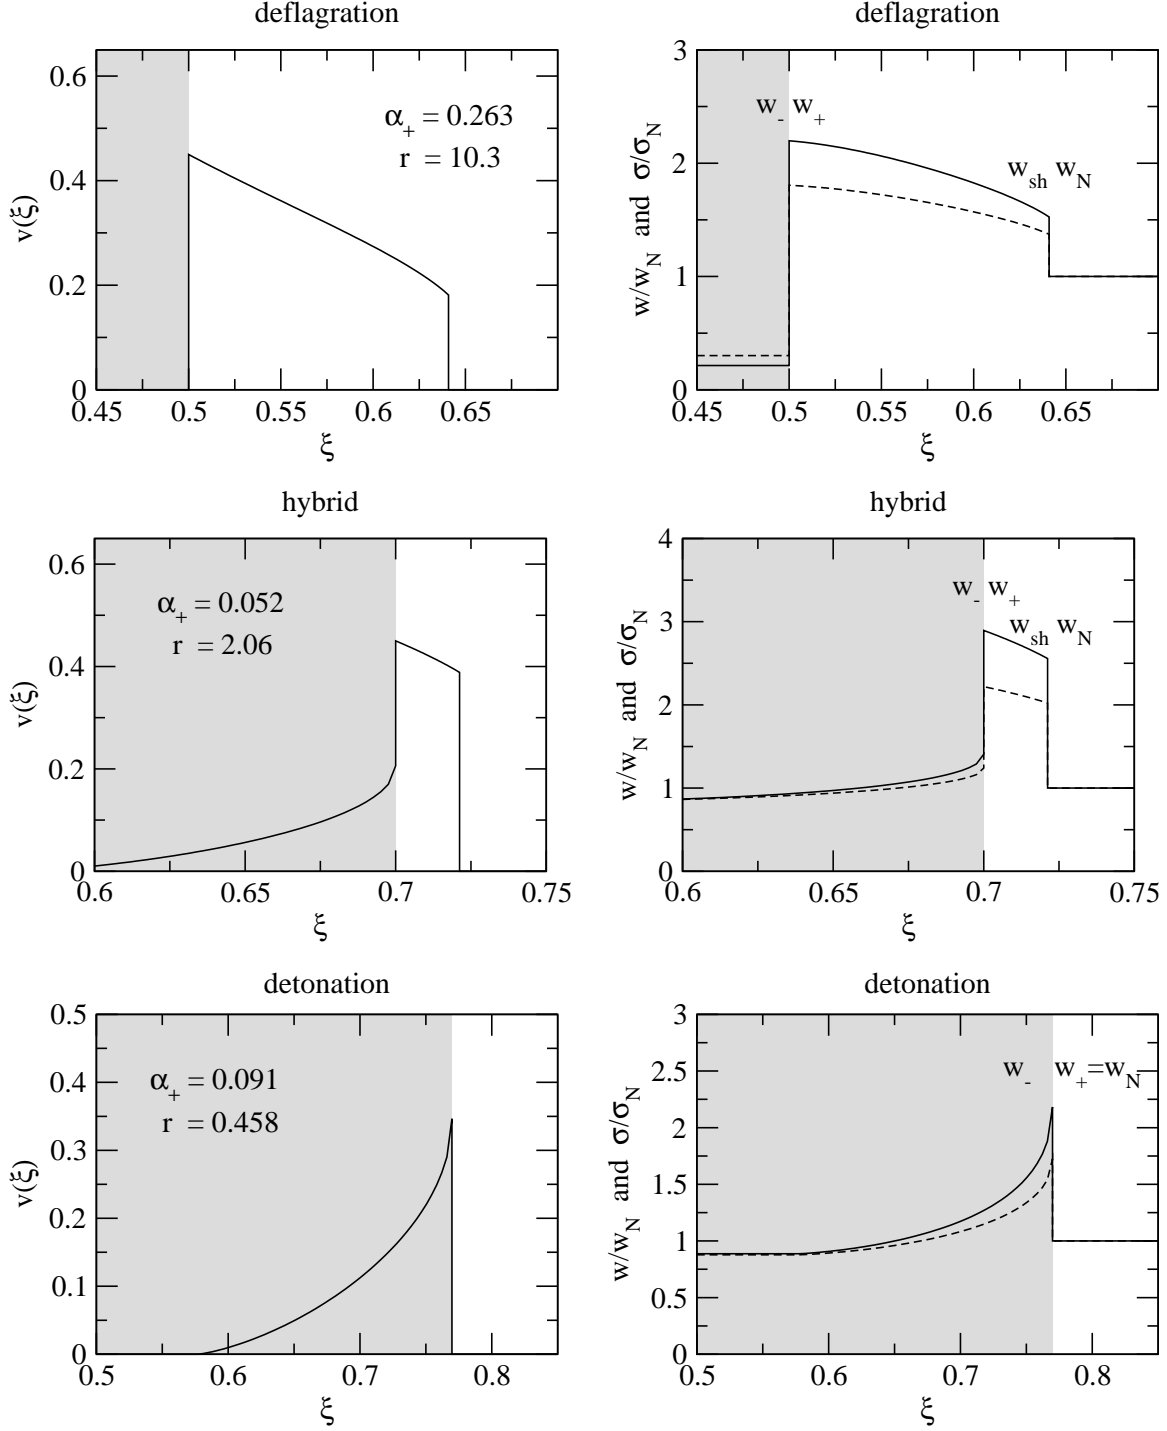 deflagration
deflagration
0.6
0.4
0.2
0
v(ξ)
α+ = 0.263
r = 10.3
0.45
0.5
0.55
0.6
0.65
ξ
3
2
1
0
w/wN and σ/σN
w- w+
wsh wN
0.45
0.5
0.55
0.6
0.65
ξ
hybrid
hybrid
0.6
0.4
0.2
0
v(ξ)
α+ = 0.052
r = 2.06
0.6
0.65
0.7
0.75
ξ
4
3
2
1
0
w/wN and σ/σN
w- w+
wsh wN
0.6
0.65
0.7
0.75
ξ
detonation
detonation
0.5
0.4
0.3
0.2
0.1
0
v(ξ)
α+ = 0.091
r = 0.458
0.5
0.6
0.7
0.8
ξ
3
2.5
2
1.5
1
0.5
0
w/wN and σ/σN
w- w+=wN
0.5
0.6
0.7
0.8
ξ